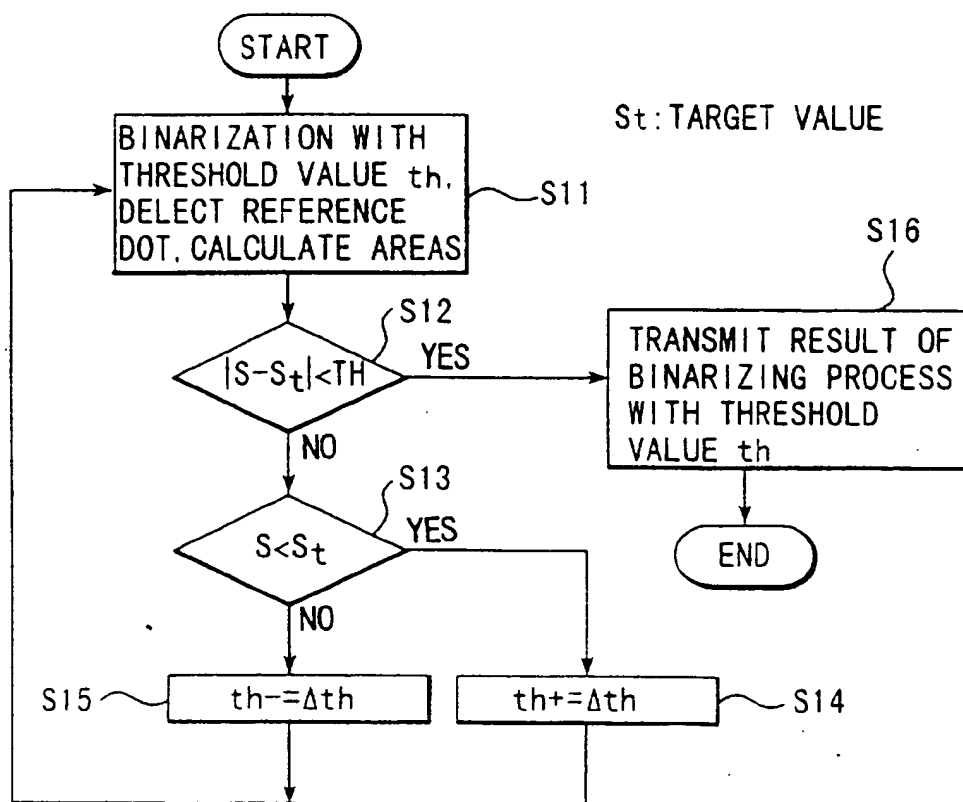 START
St: TARGET VALUE
BINARIZATION WITH
THRESHOLD VALUE th,
DELECT REFERENCE
DOT, CALCULATE AREAS
S11
S12
|S-St|<TH
YES
NO
S16
TRANSMIT RESULT OF
BINARIZING PROCESS
WITH THRESHOLD
VALUE th
S13
S<St
YES
NO
END
S15
th-=Δth
th+=Δth
S14